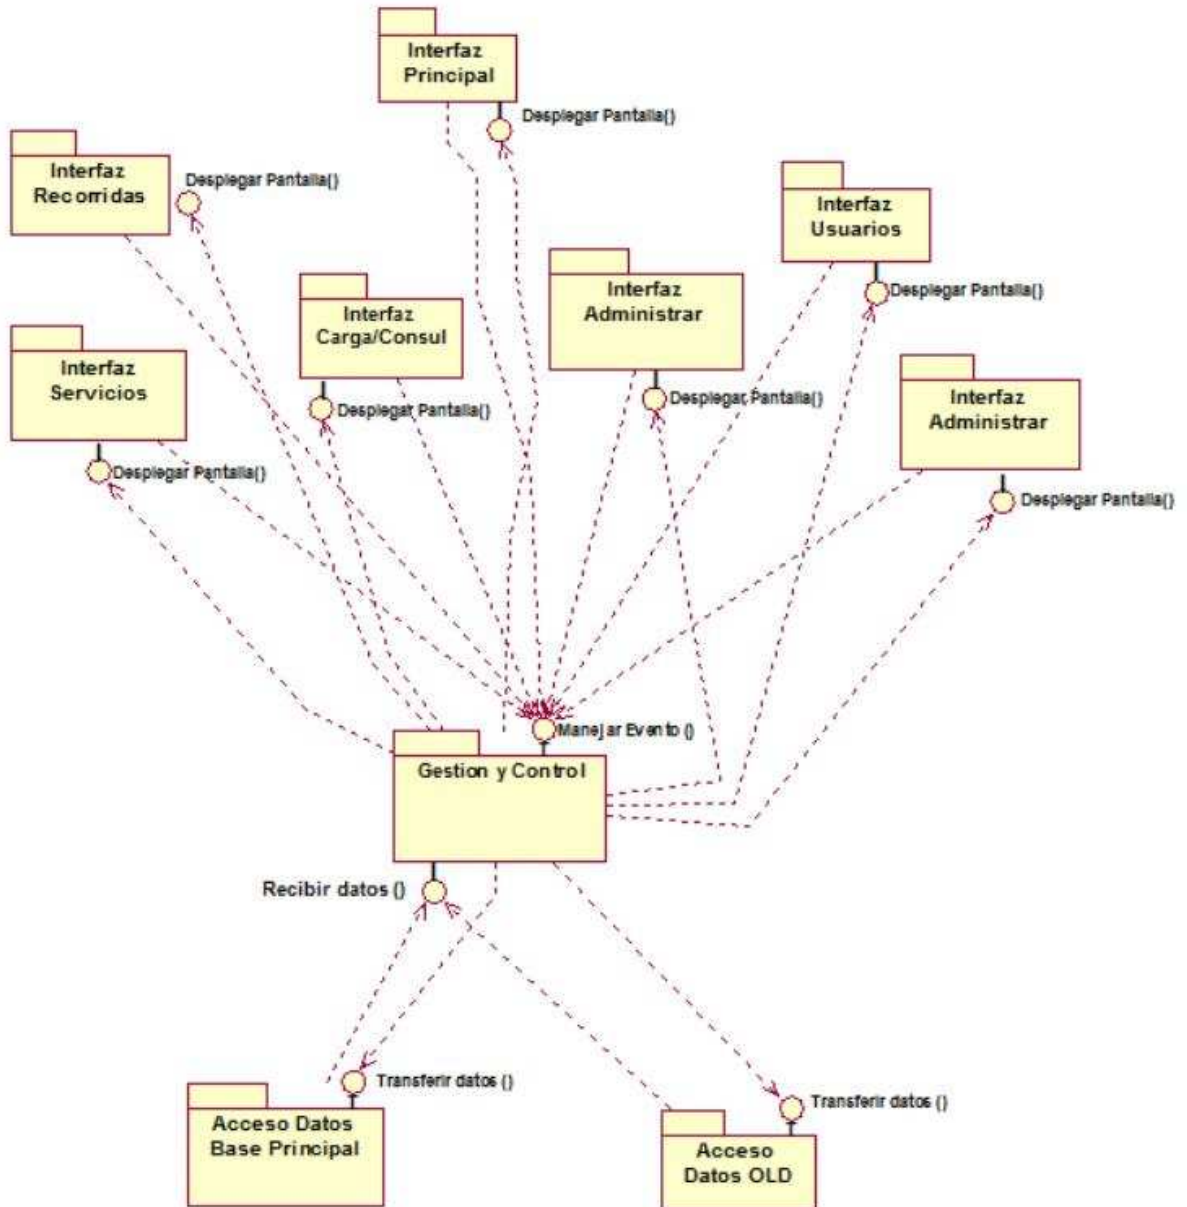 Interfaz
Principal
Desplegar Pantalla()
Interfaz
Recorridas
Desplegar Pantalla()
Interfaz
Usuarios
Desplegar Pantalla()
Interfaz
Administrar
Desplegar Pantalla()
Interfaz
Carga/Consul
Desplegar Pantalla()
Interfaz
Servicios
Desplegar Pantalla()
Interfaz
Administrar
Desplegar Pantalla()
Manejar Evento ()
Gestion y Control
Recibir datos ()
Transferir datos ()
Acceso Datos
Base Principal
Transferir datos ()
Acceso
Datos OLD